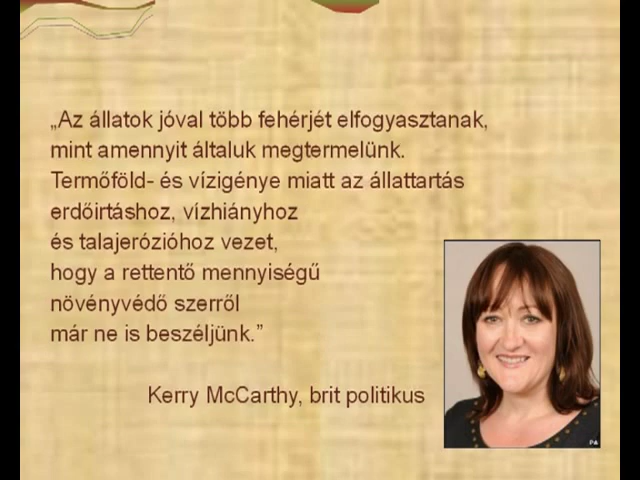 „Az állatok jóval több fehérjét elfogyasztanak,
mint amennyit általuk megtermelünk.
Termőföld- és vízigénye miatt az állattartás
erdőirtáshoz, vízhiányhoz
és talajerózióhoz vezet,
hogy a rettentő mennyiségű
növényvédő szerről
már ne is beszéljünk.”
Kerry McCarthy, brit politikus
PA